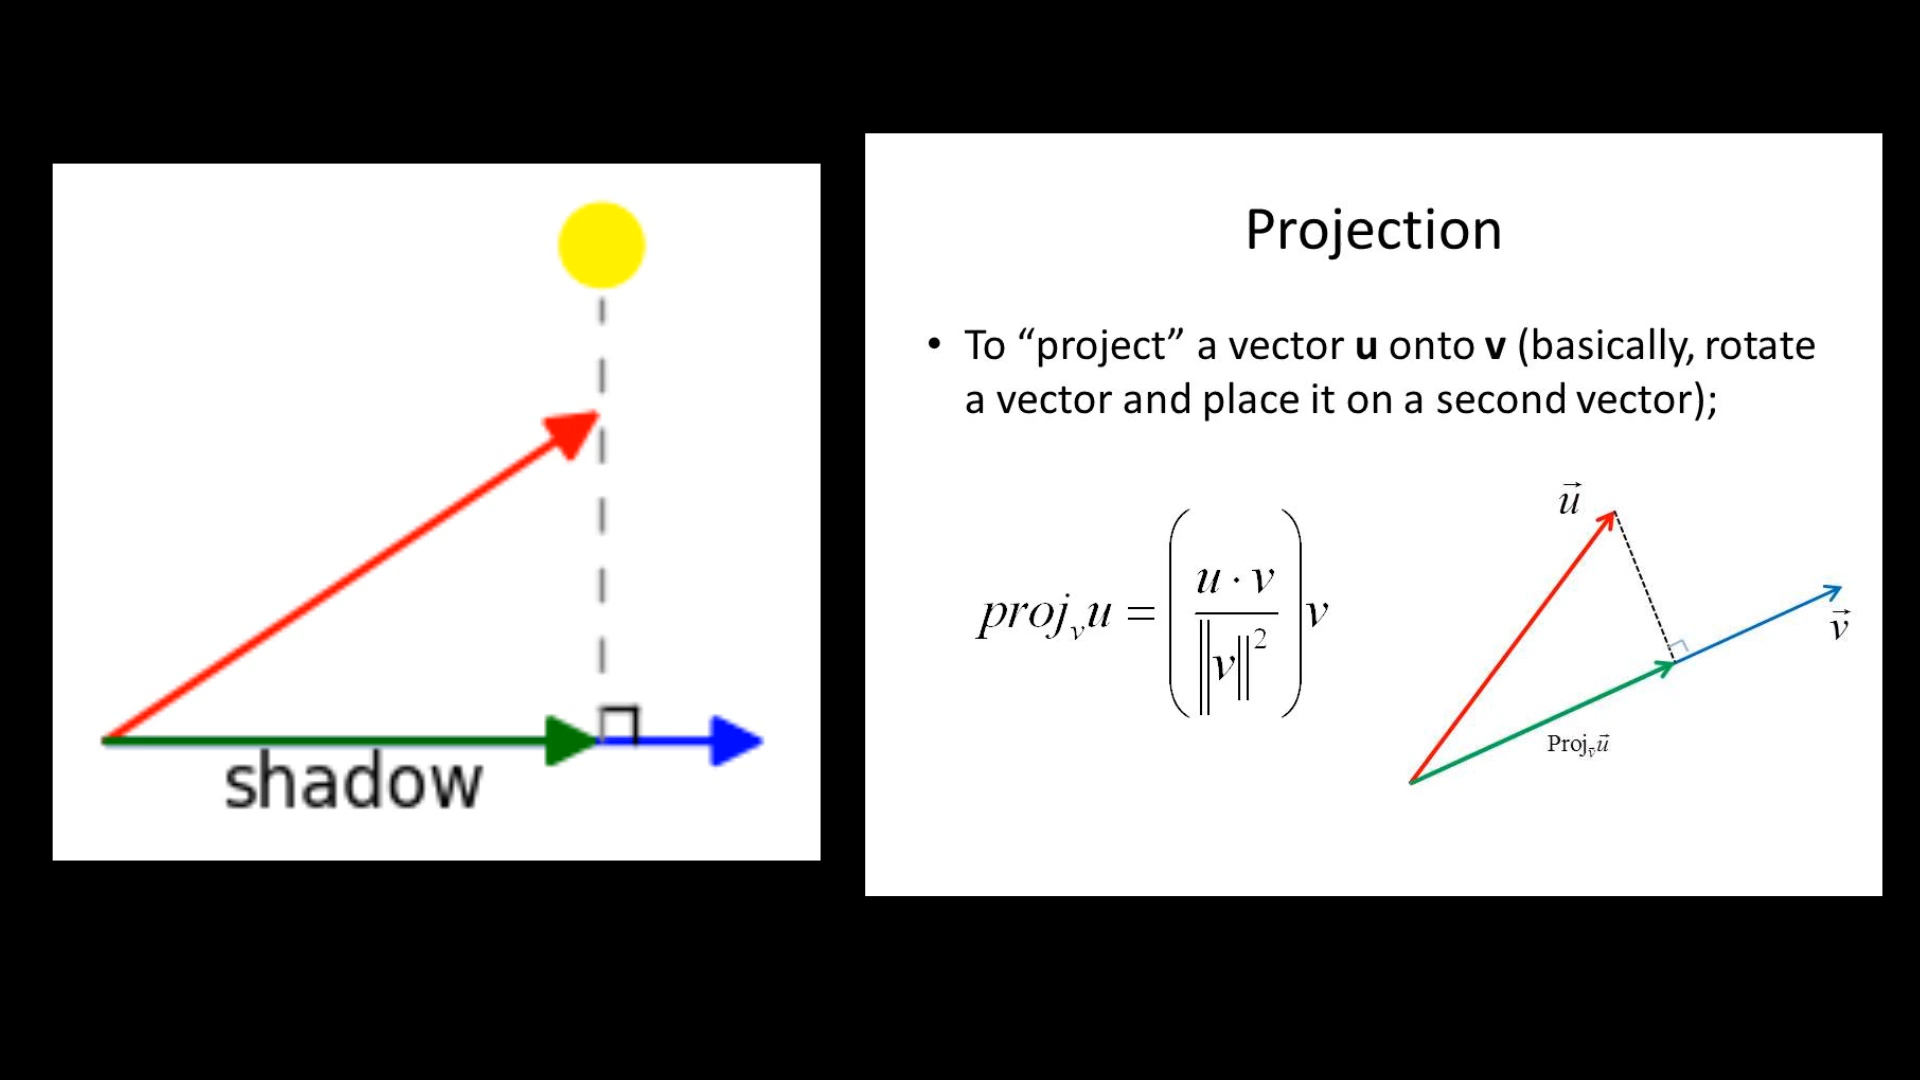 shadow
Projection
• To “project” a vector u onto v (basically, rotate
a vector and place it on a second vector);
proj_v u = (u · v / ‖v‖²) v
u⃗
v⃗
Proj_v⃗ u⃗